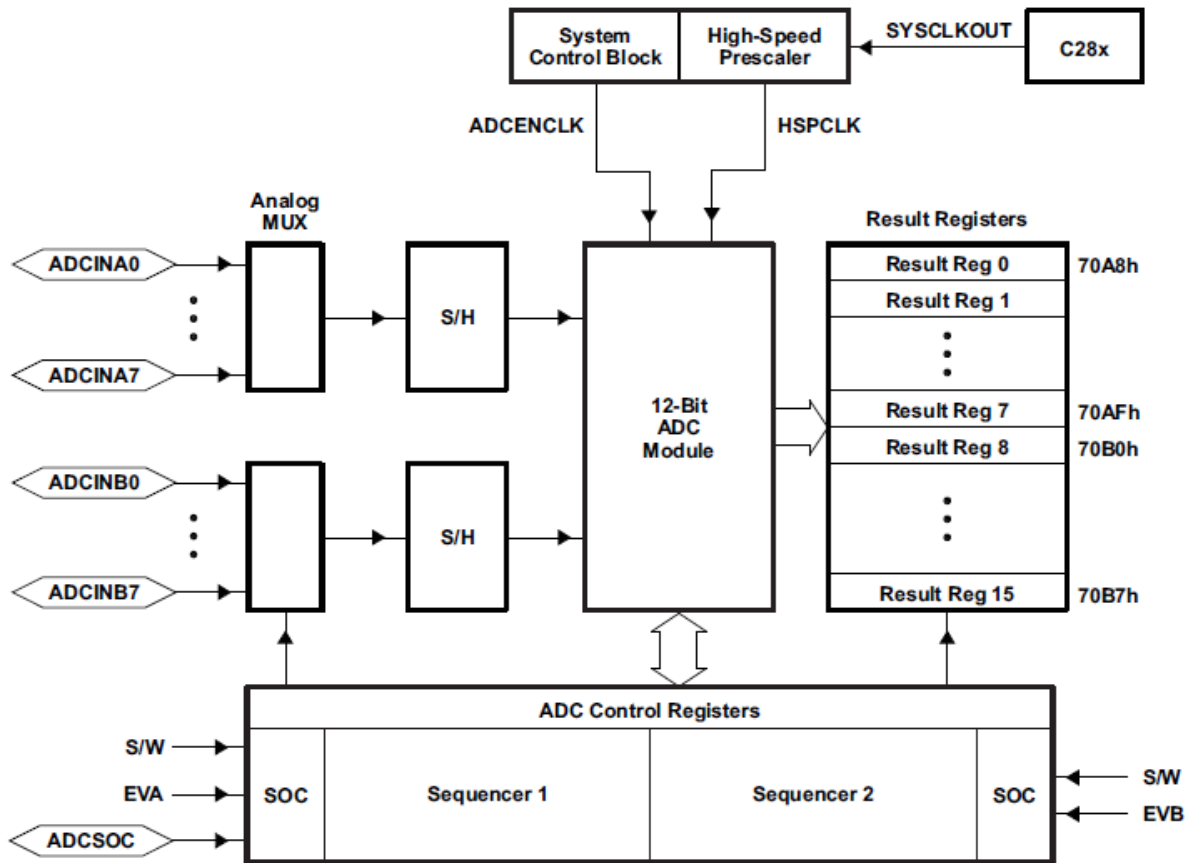 System
Control Block
High-Speed
Prescaler
SYSCLKOUT
C28x
ADCENCLK
HSPCLK
Analog
MUX
Result Registers
ADCINA0
S/H
ADCINA7
12-Bit
ADC
Module
Result Reg 0
70A8h
Result Reg 1
Result Reg 7
70AFh
Result Reg 8
70B0h
ADCINB0
S/H
ADCINB7
Result Reg 15
70B7h
ADC Control Registers
S/W
EVA
ADCSOC
SOC
Sequencer 1
Sequencer 2
SOC
S/W
EVB